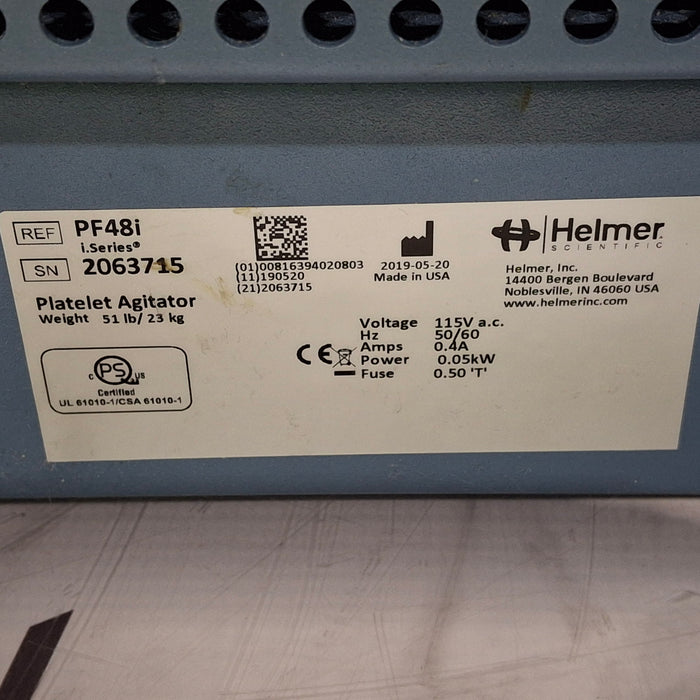 REF PF48i
i.Series®
SN 2063715
Platelet Agitator
Weight 51 lb/ 23 kg
c PS us
Certified
UL 61010-1/CSA 61010-1
(01)00816394020803
(11)190520
(21)2063715
2019-05-20
Made in USA
Helmer
SCIENTIFIC
Helmer, Inc.
14400 Bergen Boulevard
Noblesville, IN 46060 USA
www.helmerinc.com
CE
Voltage 115V a.c.
Hz 50/60
Amps 0.4A
Power 0.05kW
Fuse 0.50 'T'